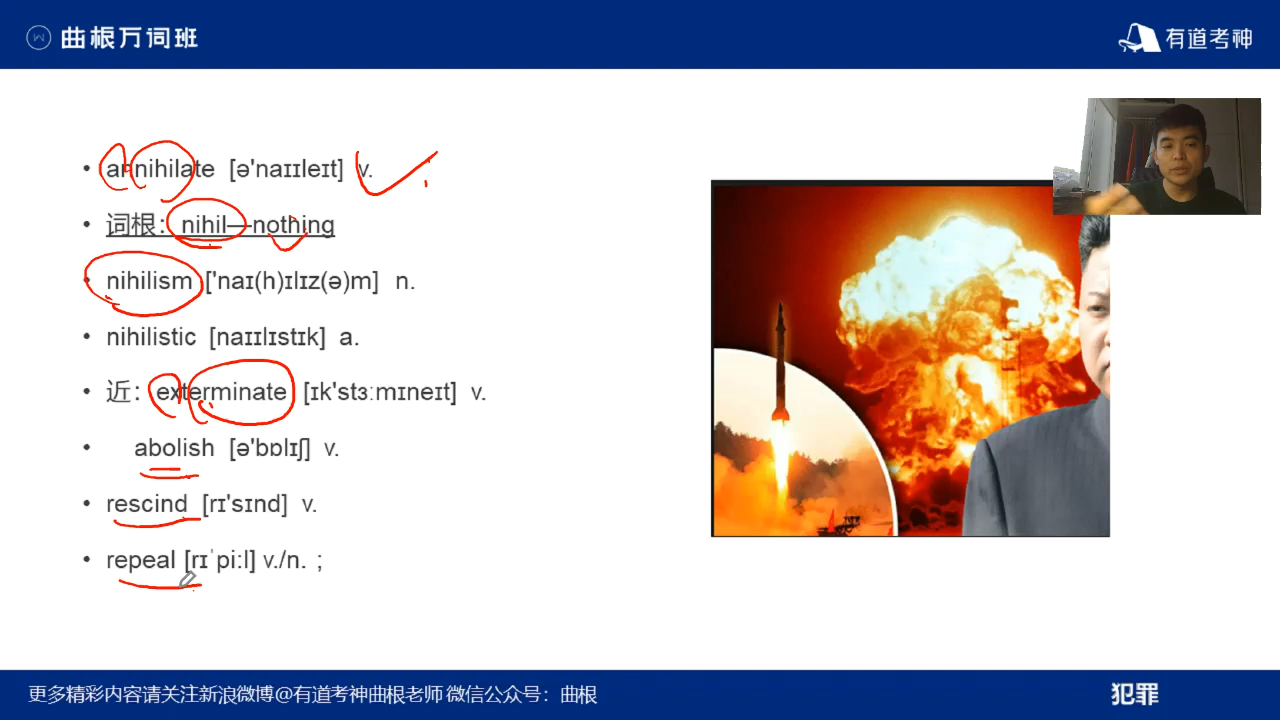 曲根万词班
有道考神
• annihilate [ə'naɪɪleɪt] v.
• 词根：nihil—nothing
• nihilism ['naɪ(h)ɪlɪz(ə)m] n.
• nihilistic [naɪɪlɪstɪk] a.
• 近：exterminate [ɪk'stɜːmɪneɪt] v.
• abolish [ə'bɒlɪʃ] v.
• rescind [rɪ'sɪnd] v.
• repeal [rɪˈpiːl] v./n. ;
更多精彩内容请关注新浪微博@有道考神曲根老师 微信公众号：曲根
犯罪